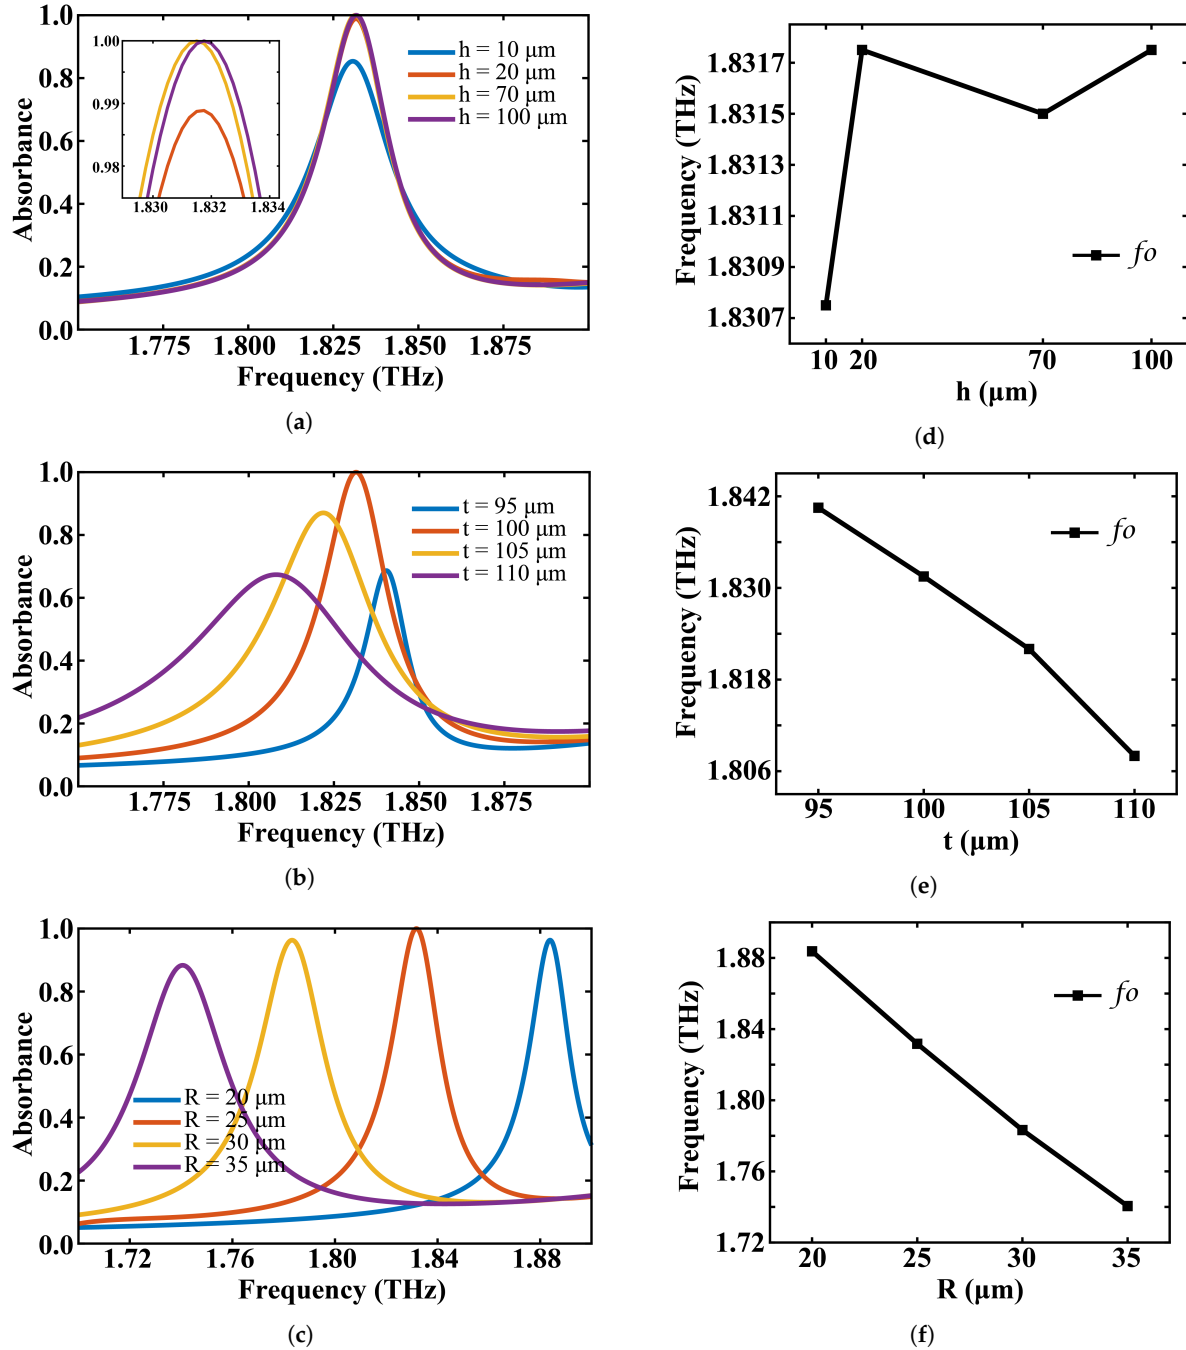 1.0
0.8
0.6
0.4
0.2
0.0
Absorbance
1.00
0.99
0.98
1.830 1.832 1.834
h = 10 µm
h = 20 µm
h = 70 µm
h = 100 µm
1.775 1.800 1.825 1.850 1.875
Frequency (THz)
(a)
1.8317
1.8315
1.8313
1.8311
1.8309
1.8307
Frequency (THz)
fo
10 20 70 100
h (µm)
(d)
1.0
0.8
0.6
0.4
0.2
0.0
Absorbance
t = 95 µm
t = 100 µm
t = 105 µm
t = 110 µm
1.775 1.800 1.825 1.850 1.875
Frequency (THz)
(b)
1.842
1.830
1.818
1.806
Frequency (THz)
fo
95 100 105 110
t (µm)
(e)
1.0
0.8
0.6
0.4
0.2
0.0
Absorbance
R = 20 µm
R = 25 µm
R = 30 µm
R = 35 µm
1.72 1.76 1.80 1.84 1.88
Frequency (THz)
(c)
1.88
1.84
1.80
1.76
1.72
Frequency (THz)
fo
20 25 30 35
R (µm)
(f)